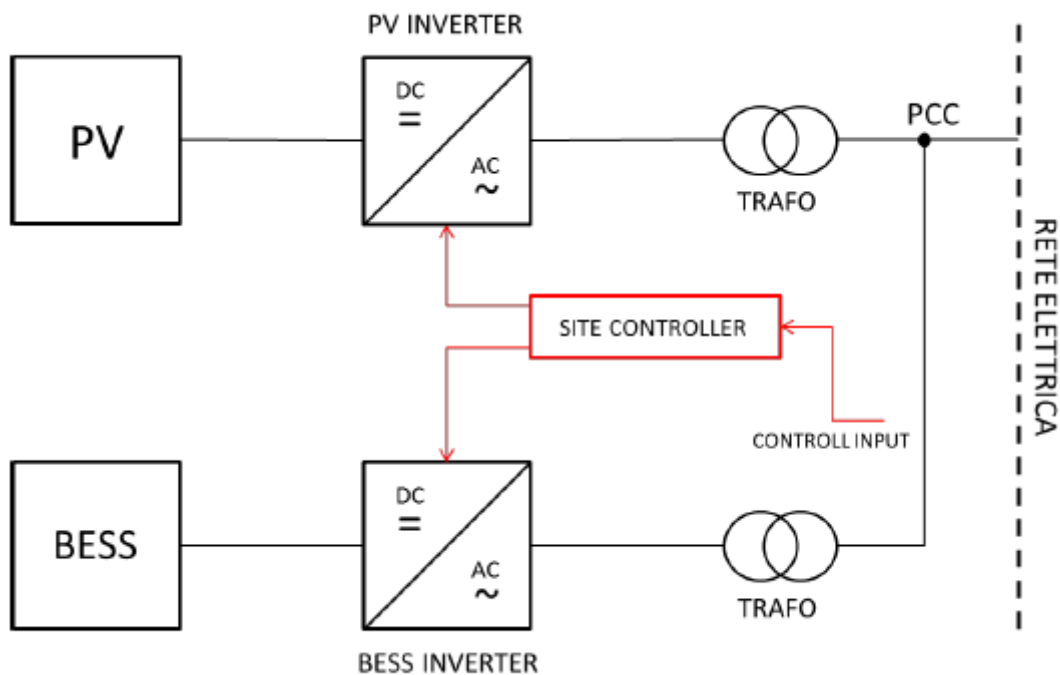 PV INVERTER
PV
DC
=
AC
~
TRAFO
PCC
RETE ELETTRICA
SITE CONTROLLER
CONTROLL INPUT
BESS
DC
=
AC
~
TRAFO
BESS INVERTER